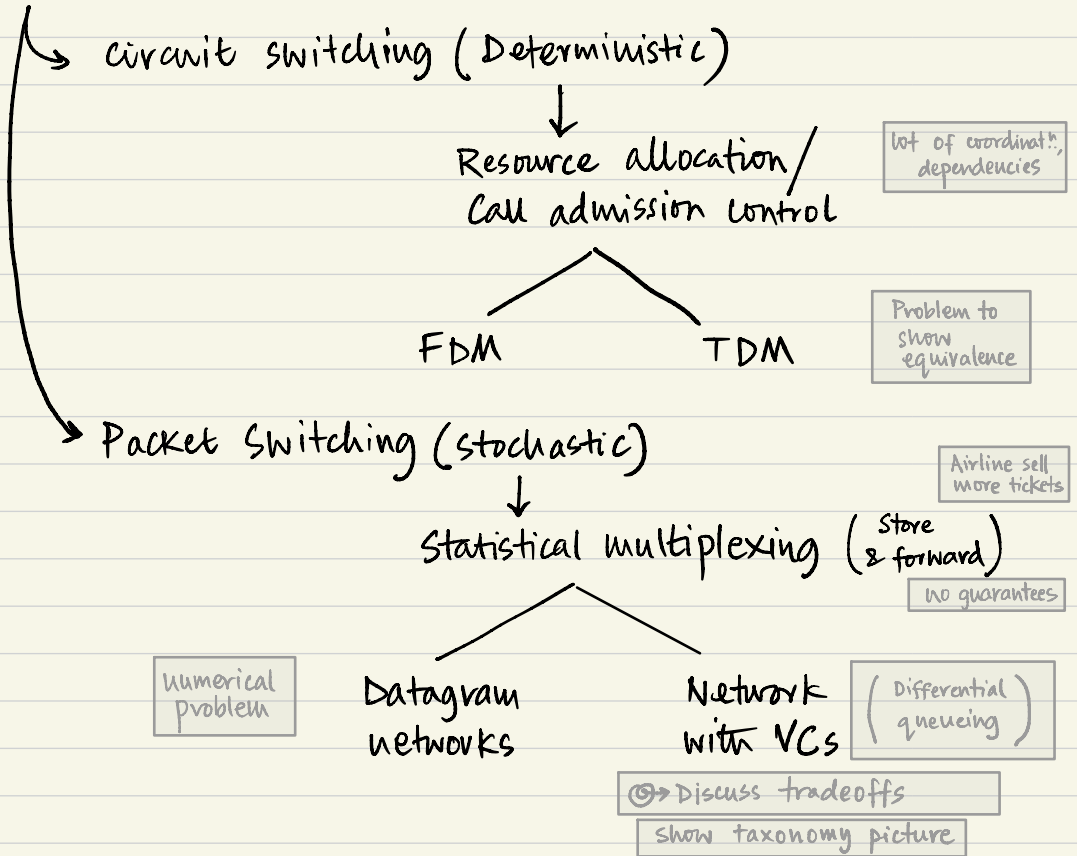 Circuit switching (Deterministic)
Resource allocation/
Call admission control
lot of coordinatn.,
dependencies
FDM
TDM
Problem to
show
equivalence
Packet Switching (Stochastic)
Airline sell
more tickets
Statistical multiplexing (Store
& forward)
no guarantees
Numerical
problem
Datagram
networks
Network
with VCs
(Differential
queueing)
→ Discuss tradeoffs
show taxonomy picture